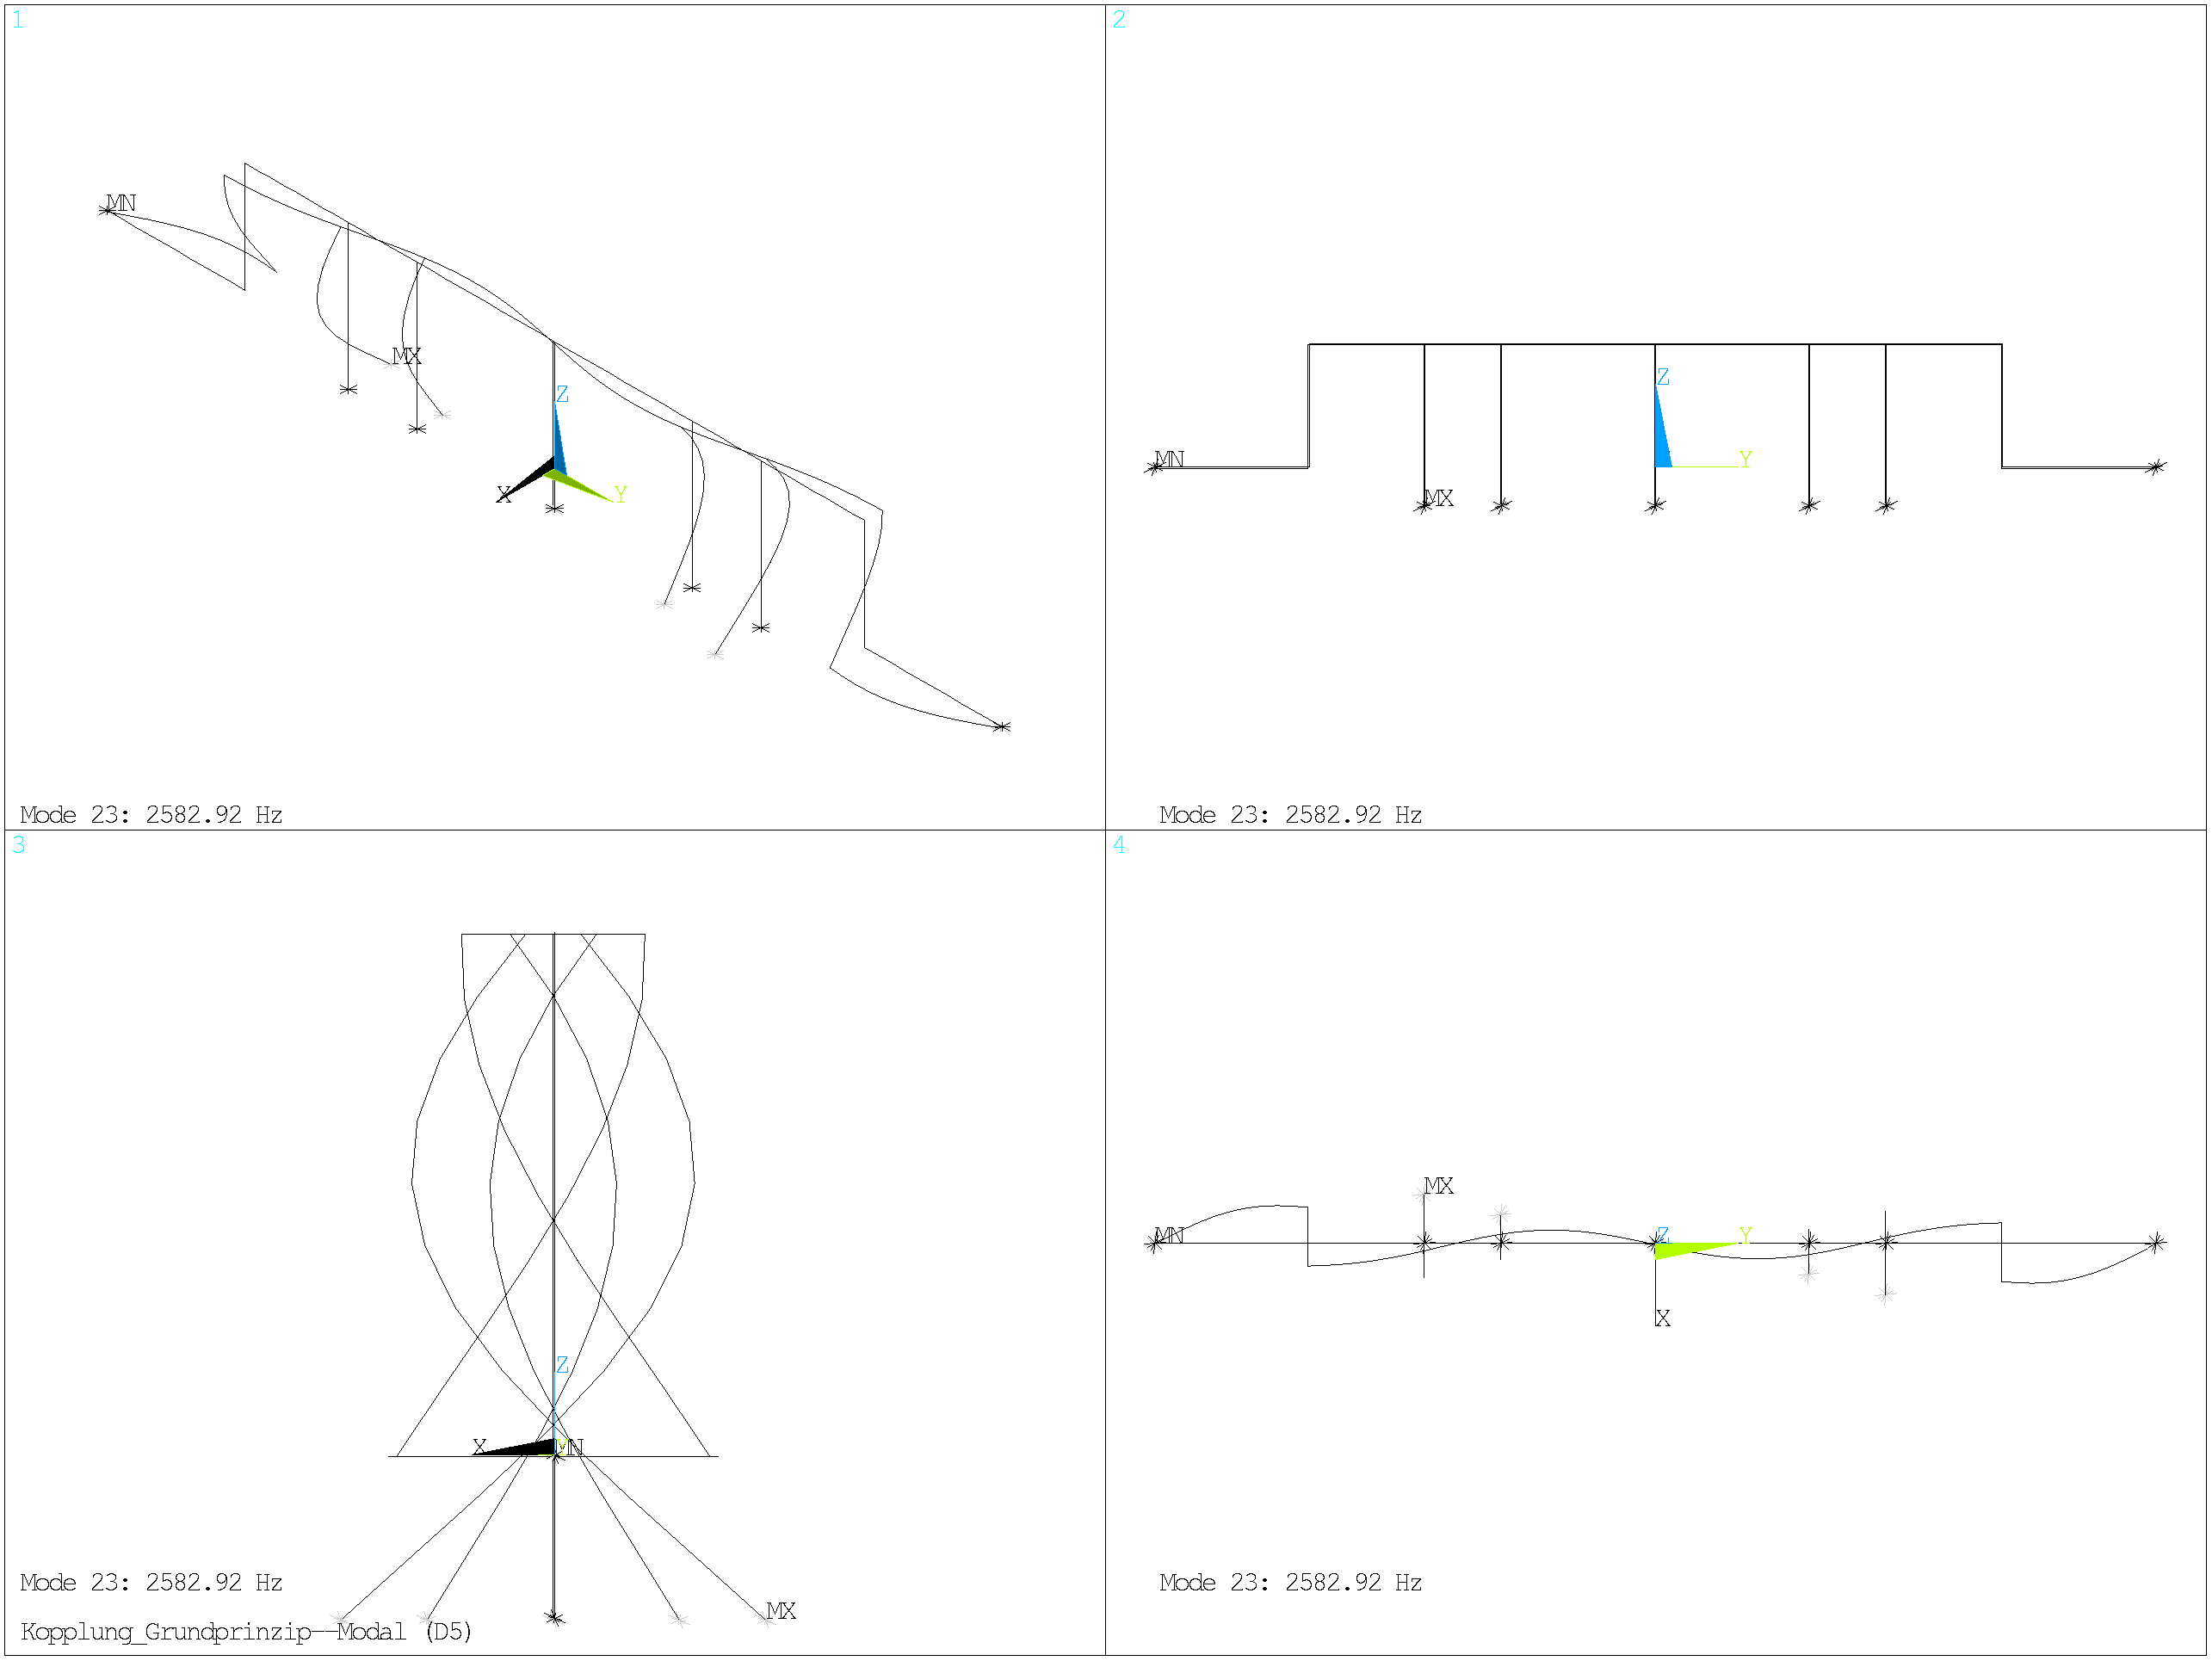 1
MN
MX
Z
X
Y
Mode 23: 2582.92 Hz
2
Z
MN
Y
MX
Mode 23: 2582.92 Hz
3
Z
X
Y
MN
MX
Mode 23: 2582.92 Hz
Kopplung_Grundprinzip--Modal (D5)
4
MX
MN
Z
Y
X
Mode 23: 2582.92 Hz